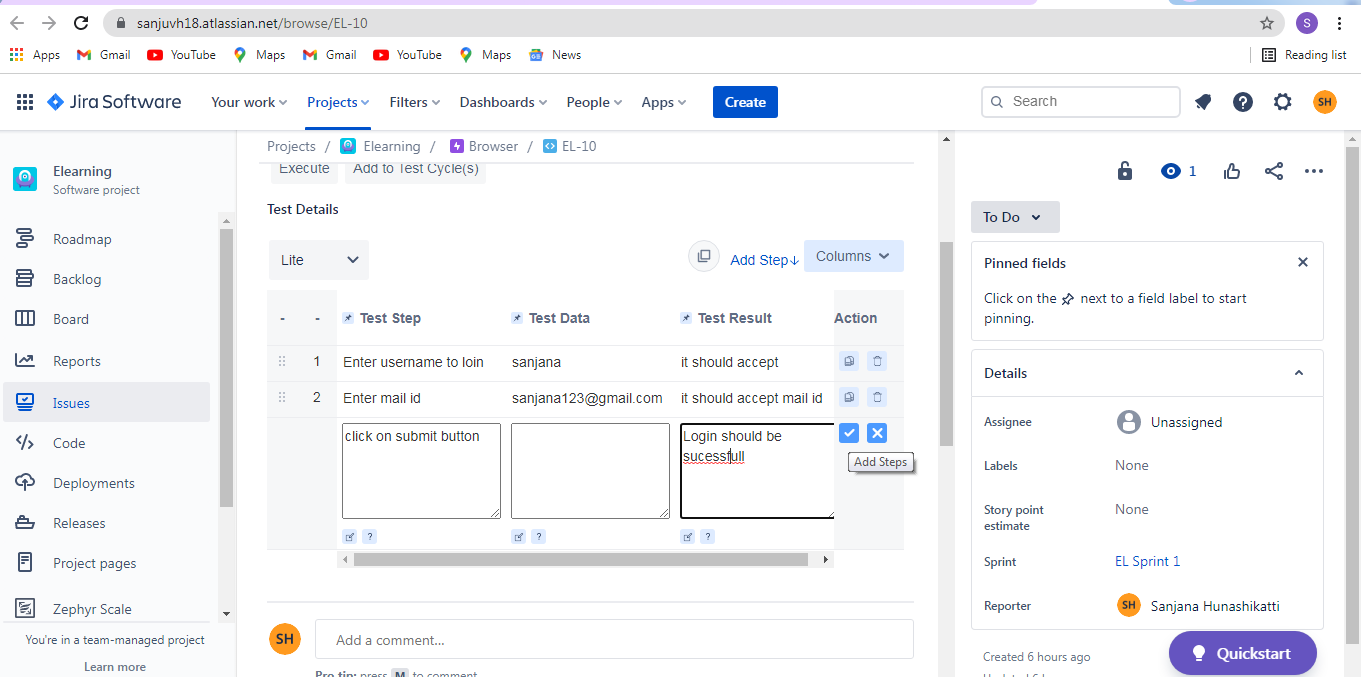 sanjuvh18.atlassian.net/browse/EL-10
S
Apps Gmail YouTube Maps Gmail YouTube Maps News Reading list
Jira Software Your work Projects Filters Dashboards People Apps Create Search SH
Projects / Elearning / Browser / EL-10
Elearning
Software project
Roadmap
Backlog
Board
Reports
Issues
Code
Deployments
Releases
Project pages
Zephyr Scale
You're in a team-managed project
Learn more
Execute Add to Test Cycle(s)
Test Details
Lite Add Step↓ Columns
- - Test Step Test Data Test Result Action
1 Enter username to loin sanjana it should accept
2 Enter mail id sanjana123@gmail.com it should accept mail id
click on submit button Login should be
sucessfull
Add Steps
? ? ?
SH Add a comment...
Pro tip: press M to comment
1
To Do
Pinned fields
Click on the next to a field label to start
pinning.
Details
Assignee Unassigned
Labels None
Story point
estimate None
Sprint EL Sprint 1
Reporter SH Sanjana Hunashikatti
Created 6 hours ago
Quickstart